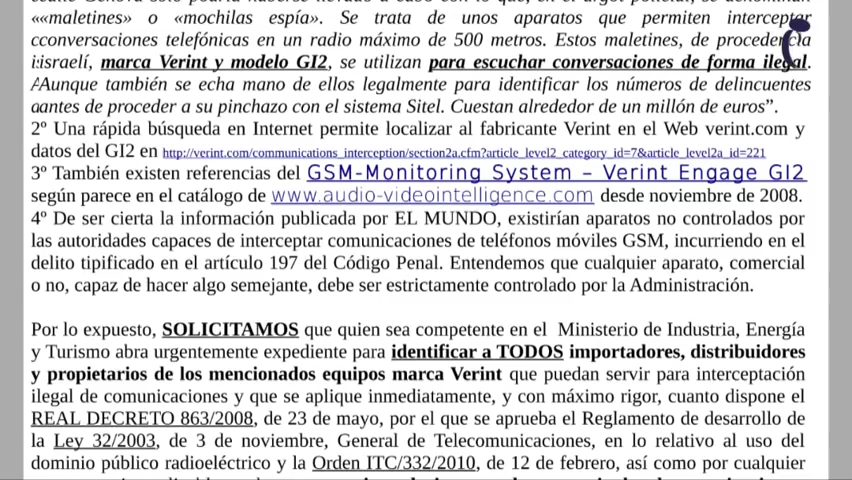 ««maletines» o «mochilas espía». Se trata de unos aparatos que permiten interceptar
cconversaciones telefónicas en un radio máximo de 500 metros. Estos maletines, de procedencia
iisraelí, marca Verint y modelo GI2, se utilizan para escuchar conversaciones de forma ilegal.
AAunque también se echa mano de ellos legalmente para identificar los números de delincuentes
aantes de proceder a su pinchazo con el sistema Sitel. Cuestan alrededor de un millón de euros”.
2º Una rápida búsqueda en Internet permite localizar al fabricante Verint en el Web verint.com y
datos del GI2 en http://verint.com/communications_interception/section2a.cfm?article_level2_category_id=7&article_level2a_id=221
3º También existen referencias del GSM-Monitoring System – Verint Engage GI2
según parece en el catálogo de www.audio-videointelligence.com desde noviembre de 2008.
4º De ser cierta la información publicada por EL MUNDO, existirían aparatos no controlados por
las autoridades capaces de interceptar comunicaciones de teléfonos móviles GSM, incurriendo en el
delito tipificado en el artículo 197 del Código Penal. Entendemos que cualquier aparato, comercial
o no, capaz de hacer algo semejante, debe ser estrictamente controlado por la Administración.
Por lo expuesto, SOLICITAMOS que quien sea competente en el Ministerio de Industria, Energía
y Turismo abra urgentemente expediente para identificar a TODOS importadores, distribuidores
y propietarios de los mencionados equipos marca Verint que puedan servir para interceptación
ilegal de comunicaciones y que se aplique inmediatamente, y con máximo rigor, cuanto dispone el
REAL DECRETO 863/2008, de 23 de mayo, por el que se aprueba el Reglamento de desarrollo de
la Ley 32/2003, de 3 de noviembre, General de Telecomunicaciones, en lo relativo al uso del
dominio público radioeléctrico y la Orden ITC/332/2010, de 12 de febrero, así como por cualquier